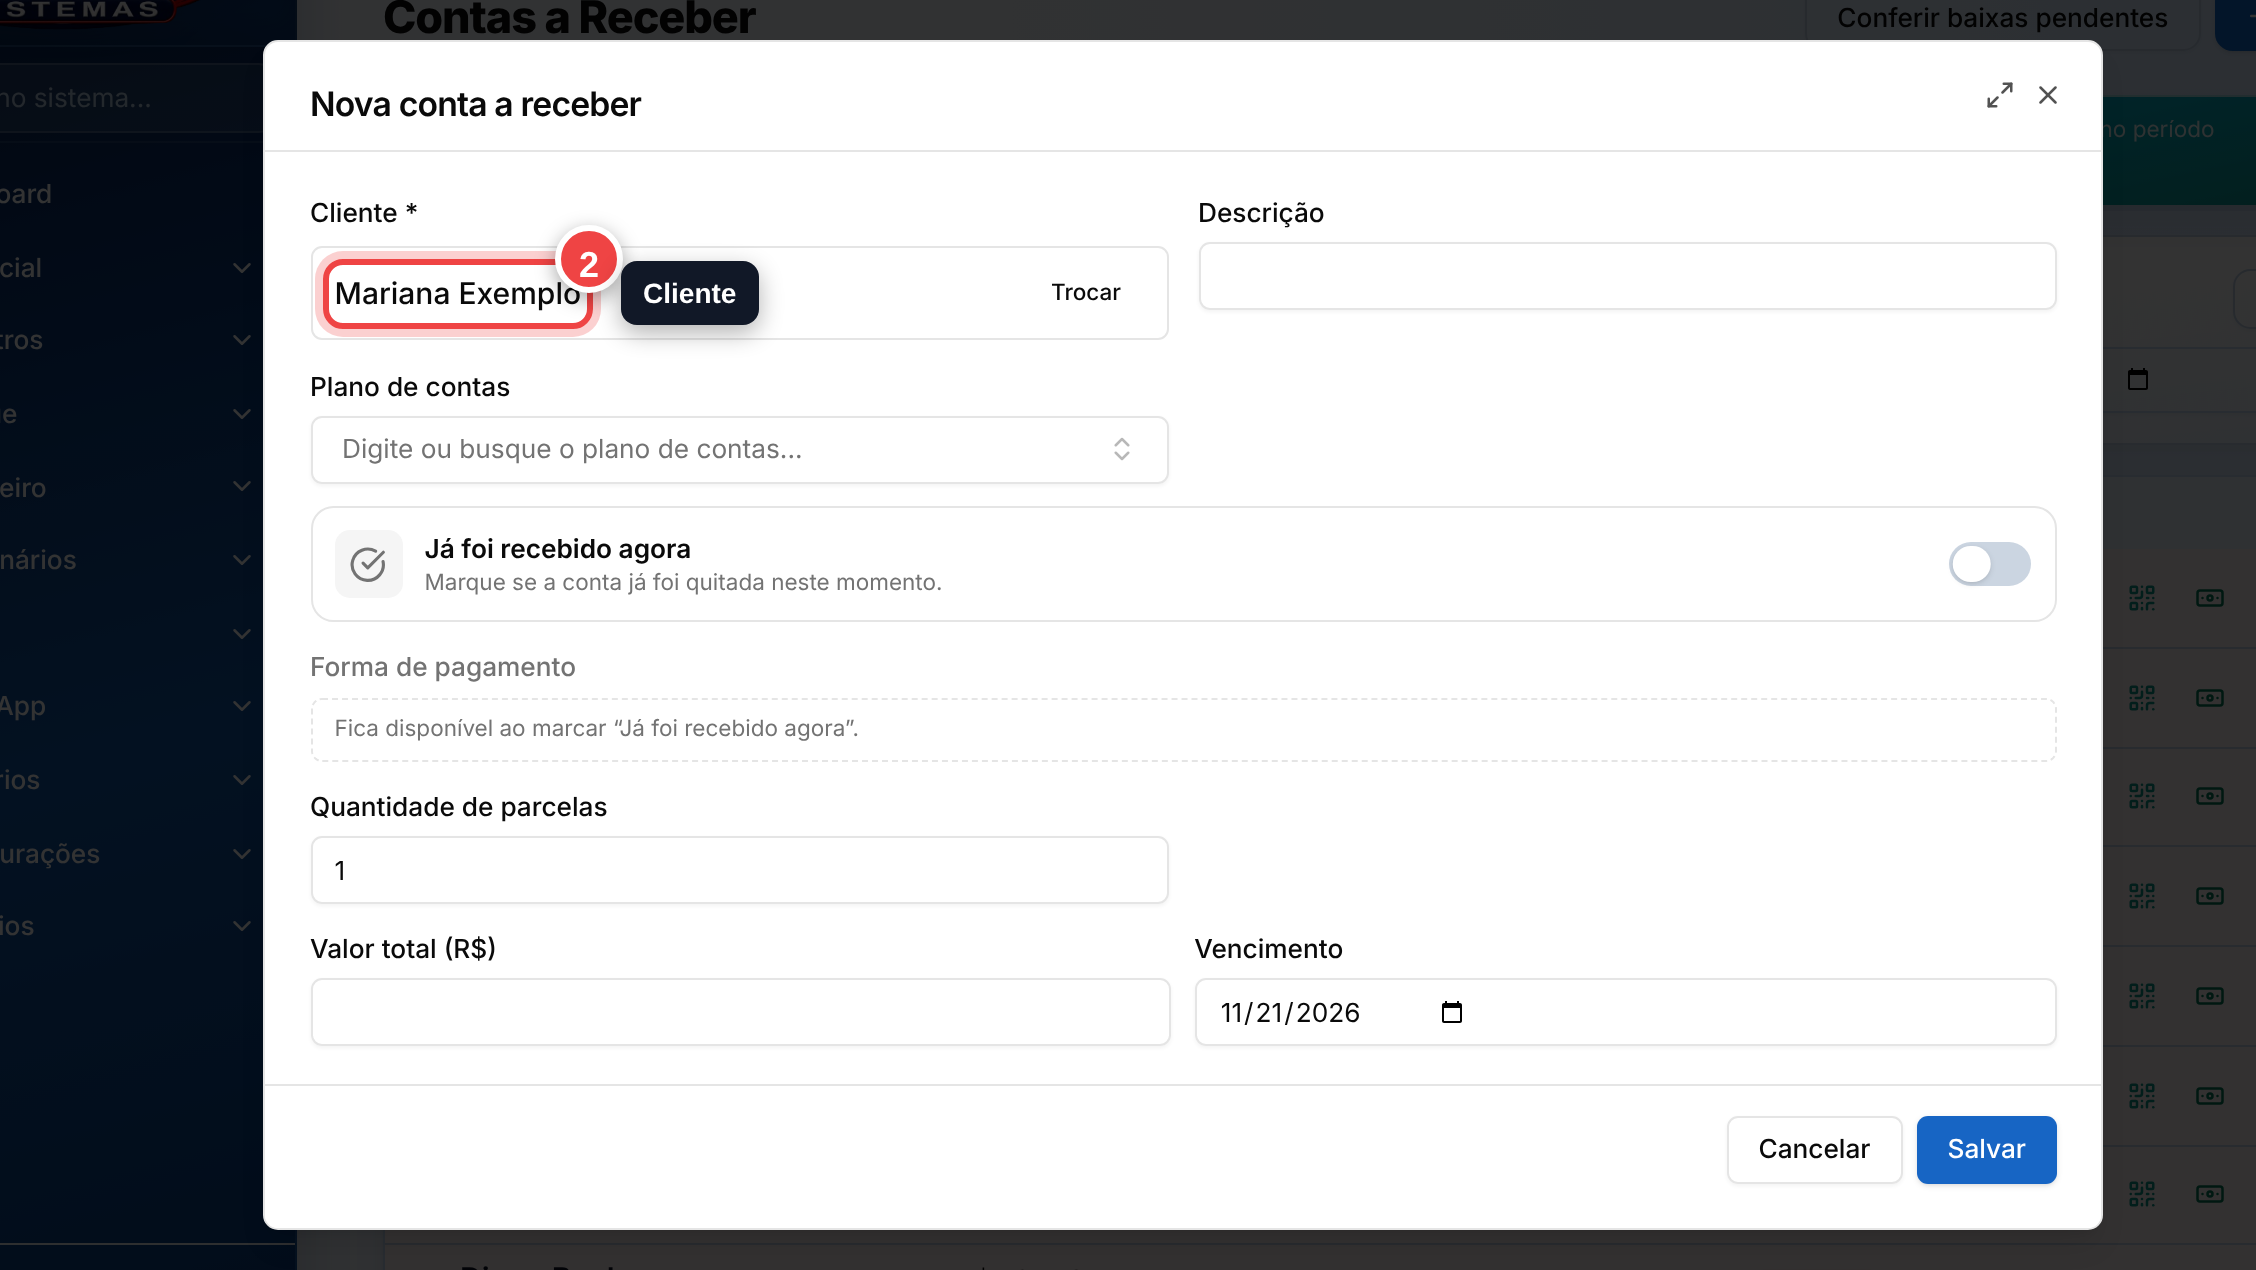 STEMAS
Contas a Receber
Conferir baixas pendentes
no sistema...
Nova conta a receber
no período
Cliente *
Descrição
Mariana Exemplo
2
Cliente
Trocar
Plano de contas
Digite ou busque o plano de contas...
Já foi recebido agora
Marque se a conta já foi quitada neste momento.
Forma de pagamento
Fica disponível ao marcar “Já foi recebido agora”.
Quantidade de parcelas
1
Valor total (R$)
Vencimento
11/21/2026
Cancelar
Salvar
oard
cial
tros
e
eiro
nários
App
rios
urações
ios